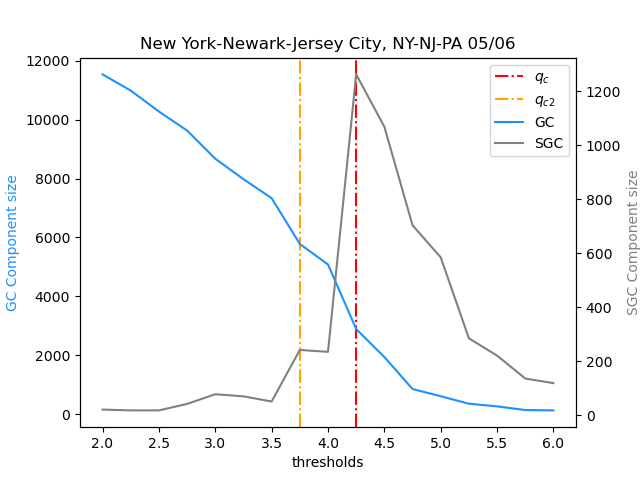 New York-Newark-Jersey City, NY-NJ-PA 05/06
12000
10000
8000
6000
4000
2000
0
GC Component size
1200
1000
800
600
400
200
0
SGC Component size
q_c
q_c2
GC
SGC
2.0 2.5 3.0 3.5 4.0 4.5 5.0 5.5 6.0
thresholds